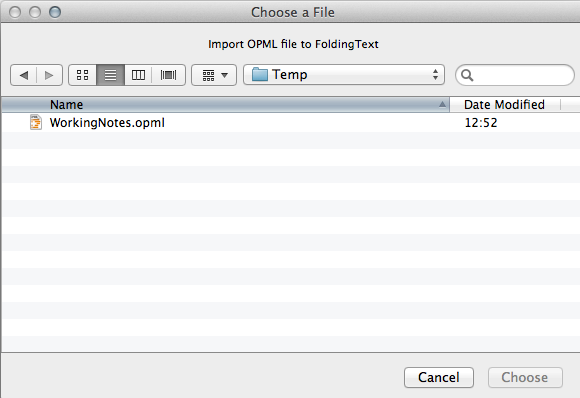 Choose a File
Import OPML file to FoldingText
Temp
Name Date Modified
WorkingNotes.opml 12:52
Cancel Choose